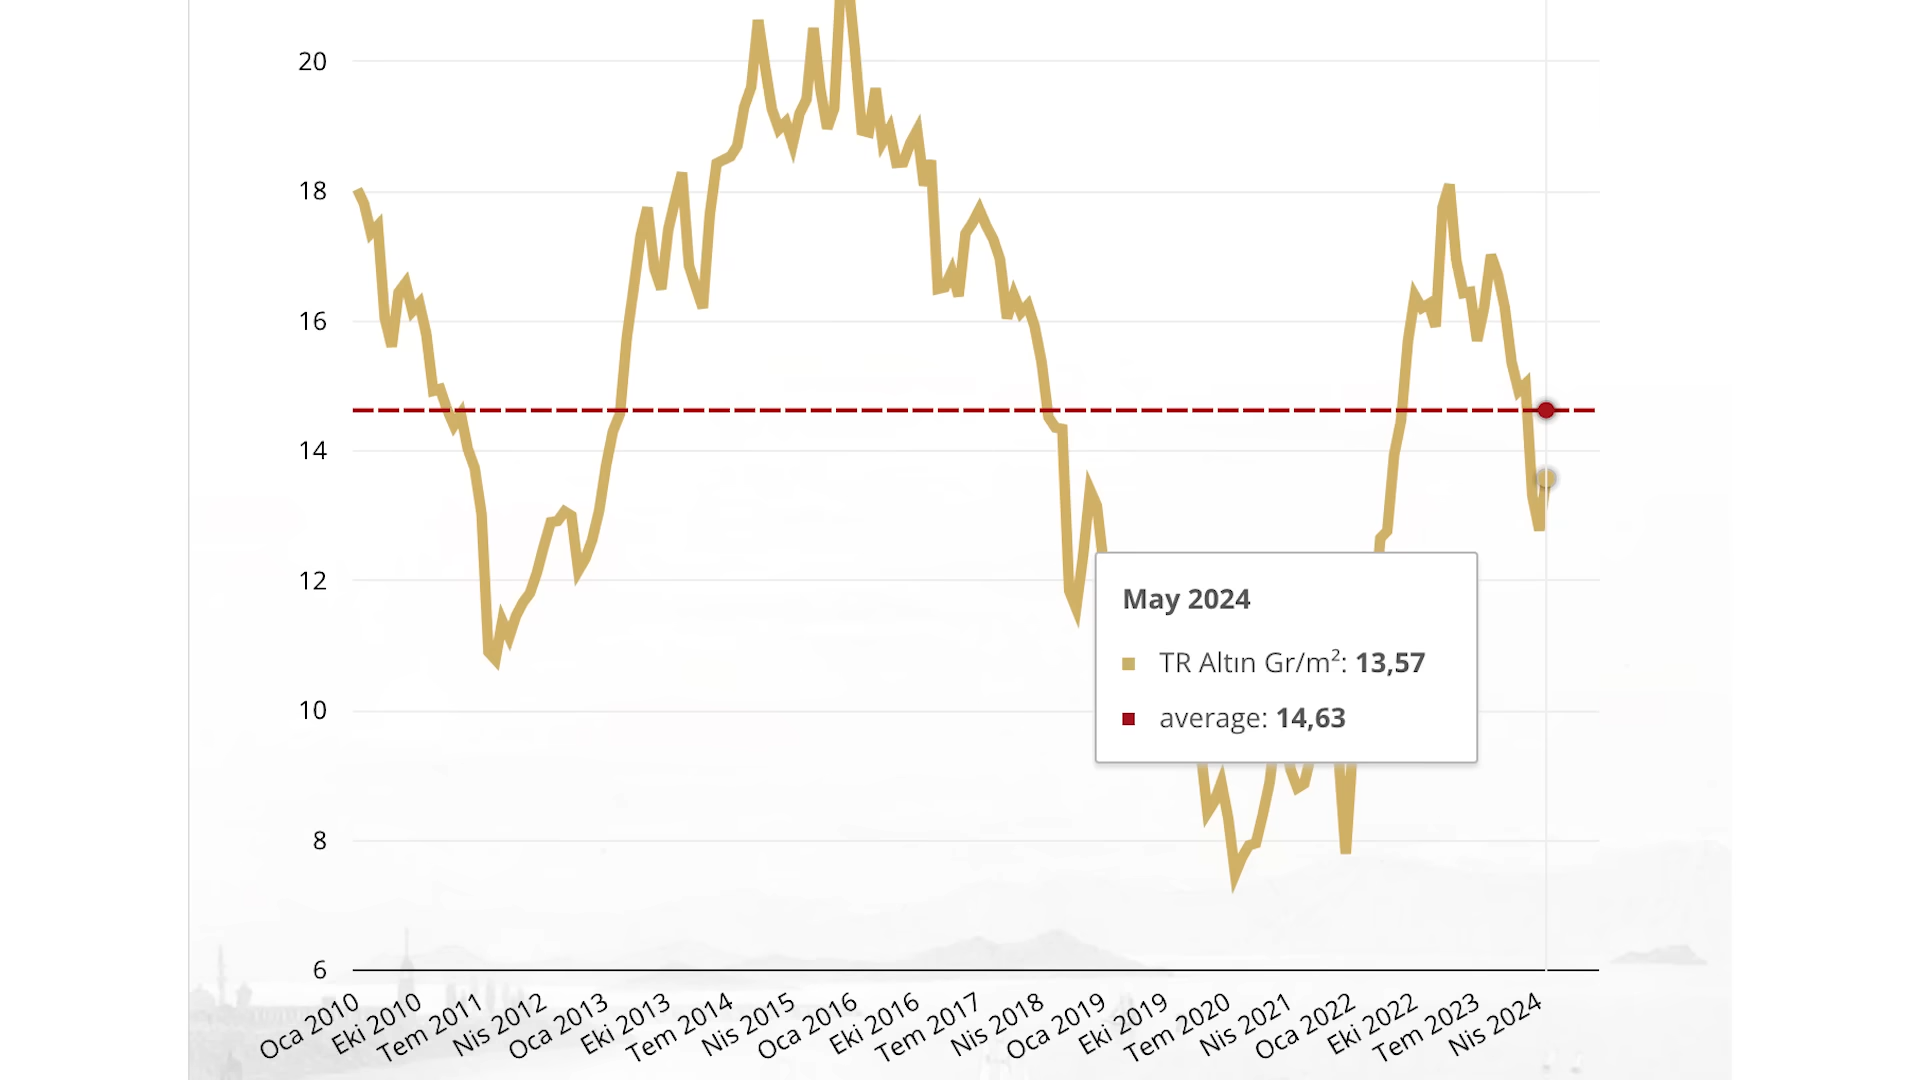 20
18
16
14
12
10
8
6
May 2024
TR Altın Gr/m²: 13,57
average: 14,63
Oca 2010
Eki 2010
Tem 2011
Nis 2012
Oca 2013
Eki 2013
Tem 2014
Nis 2015
Oca 2016
Eki 2016
Tem 2017
Nis 2018
Oca 2019
Eki 2019
Tem 2020
Nis 2021
Oca 2022
Eki 2022
Tem 2023
Nis 2024